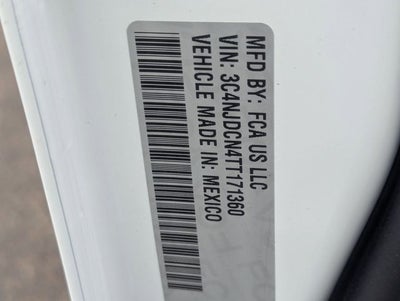 MFD BY: FCA US LLC
VIN: 3C4NJDCN4TT171360
VEHICLE MADE IN: MEXICO